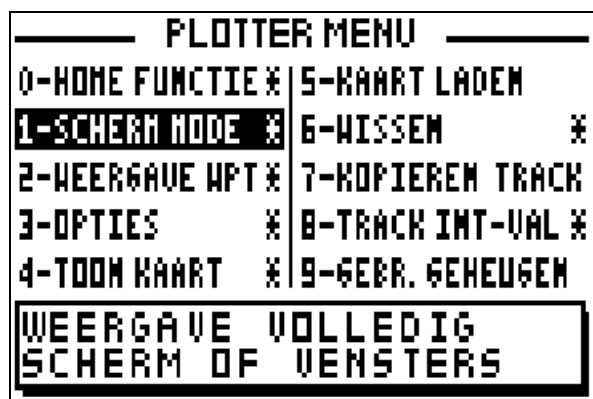 PLOTTER MENU
0-HOME FUNCTIE *
1-SCHERM MODE *
2-WEERGAVE WPT *
3-OPTIES *
4-TOON KAART *
5-KAART LADEN
6-WISSEN *
7-KOPIEREN TRACK
8-TRACK INT-VAL *
9-GEBR. GEHEUGEN
WEERGAVE VOLLEDIG
SCHERM OF VENSTERS